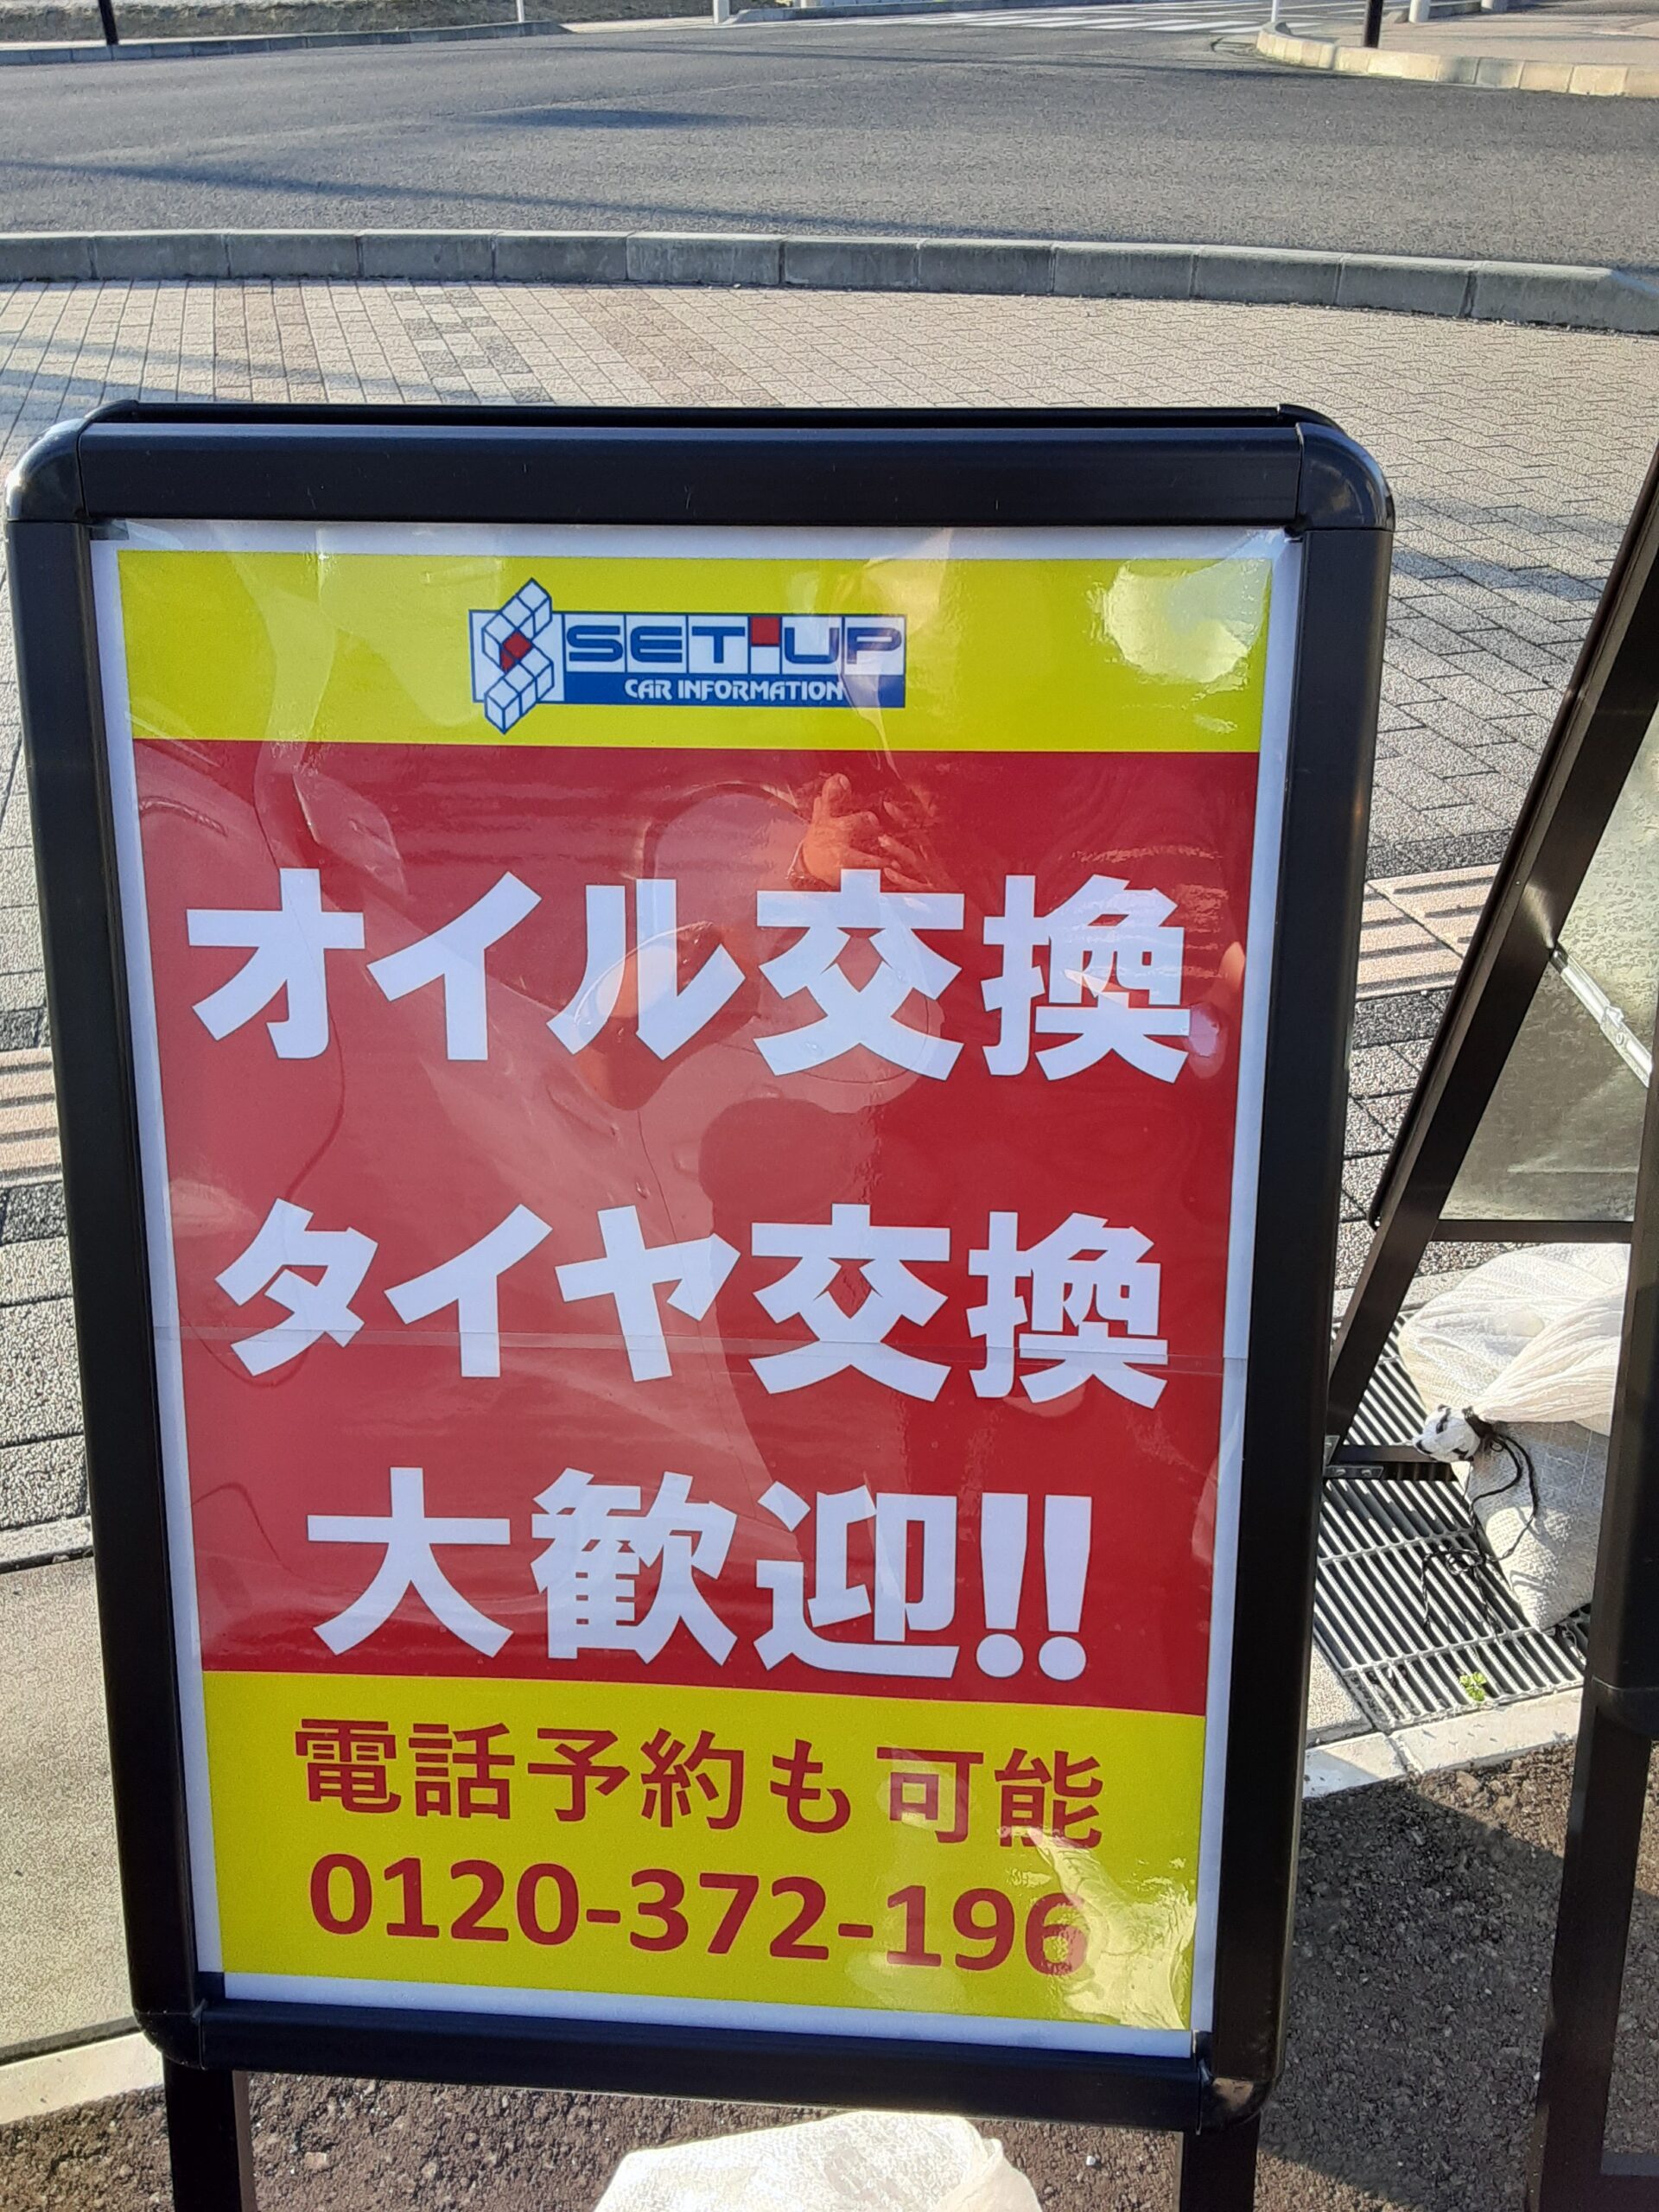 SET-UP
CAR INFORMATION
オイル交換
タイヤ交換
大歓迎!!
電話予約も可能
0120-372-196